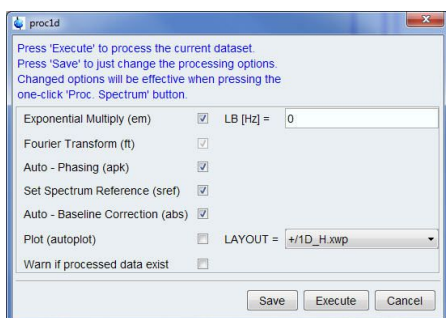 proc1d
Press 'Execute' to process the current dataset.
Press 'Save' to just change the processing options.
Changed options will be effective when pressing the
one-click 'Proc. Spectrum' button.
Exponential Multiply (em) LB [Hz] = 0
Fourier Transform (ft)
Auto - Phasing (apk)
Set Spectrum Reference (sref)
Auto - Baseline Correction (abs)
Plot (autoplot) LAYOUT = +/1D_H.xwp
Warn if processed data exist
Save Execute Cancel